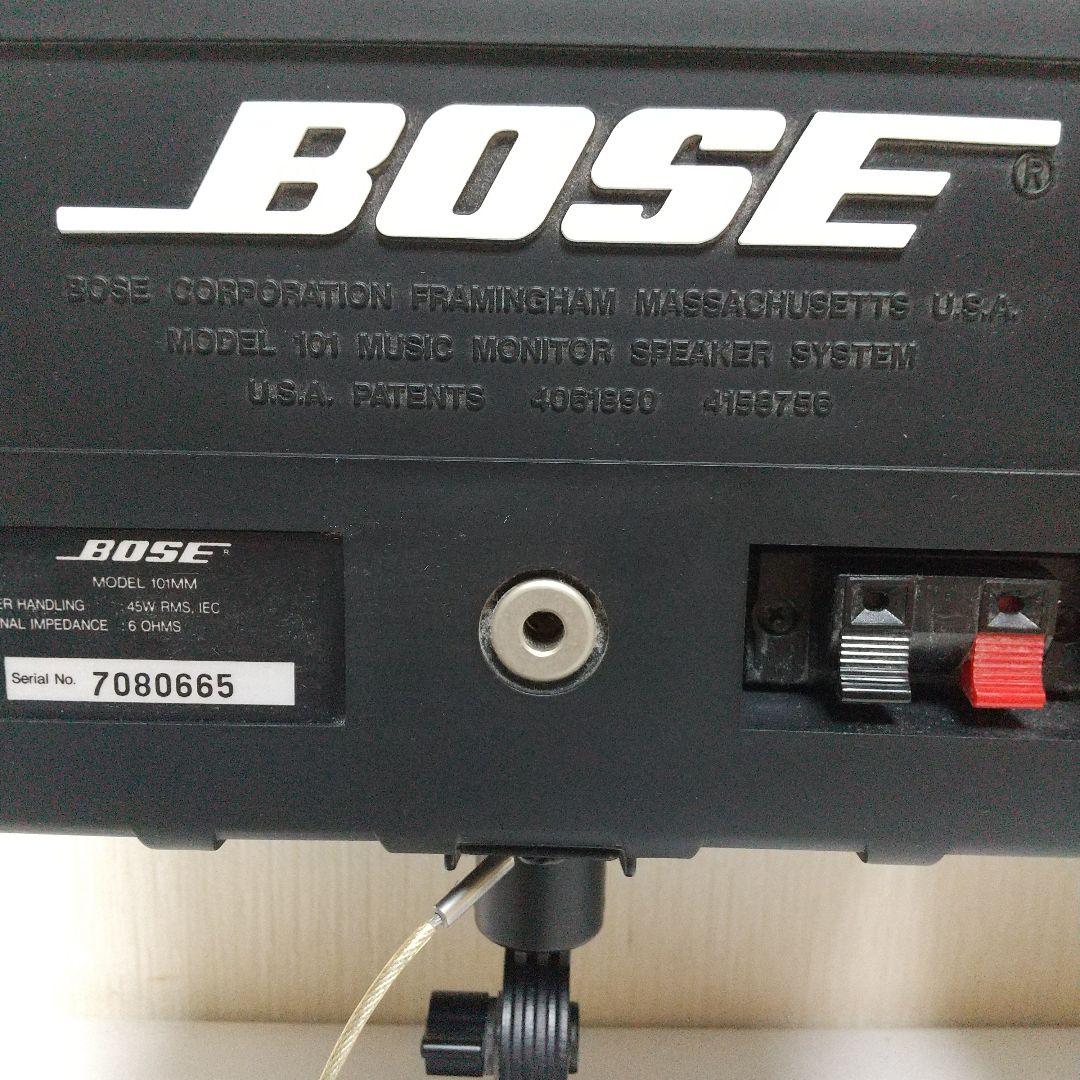 BOSE
®
BOSE CORPORATION FRAMINGHAM MASSACHUSETTS U.S.A.
MODEL 101 MUSIC MONITOR SPEAKER SYSTEM
U.S.A. PATENTS 4061890 4158756
BOSE R
MODEL 101MM
ER HANDLING : 45W RMS, IEC
NAL IMPEDANCE : 6 OHMS
Serial No. 7080665